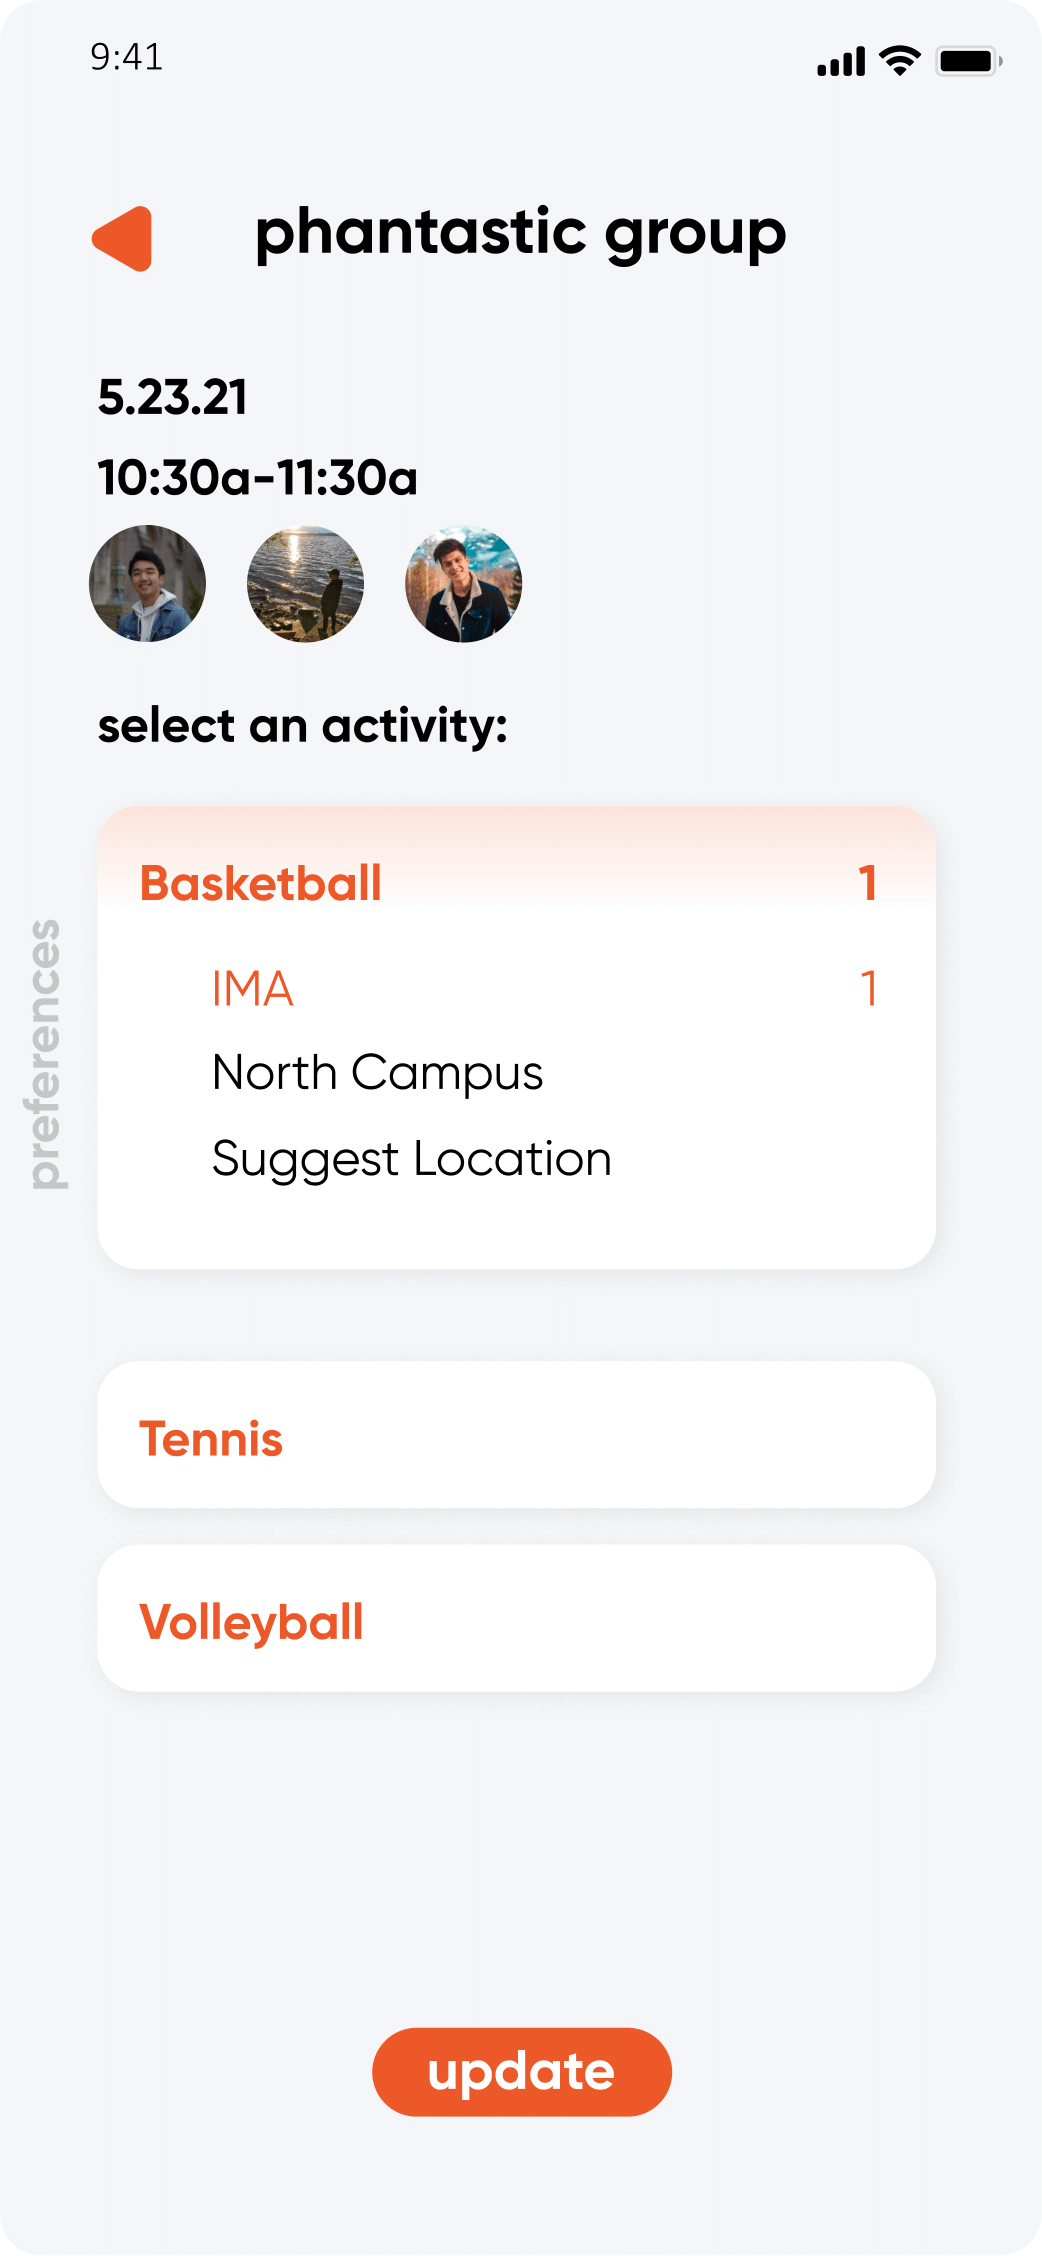 9:41
phantastic group
5.23.21
10:30a-11:30a
select an activity:
Basketball 1
IMA 1
North Campus
Suggest Location
preferences
Tennis
Volleyball
update